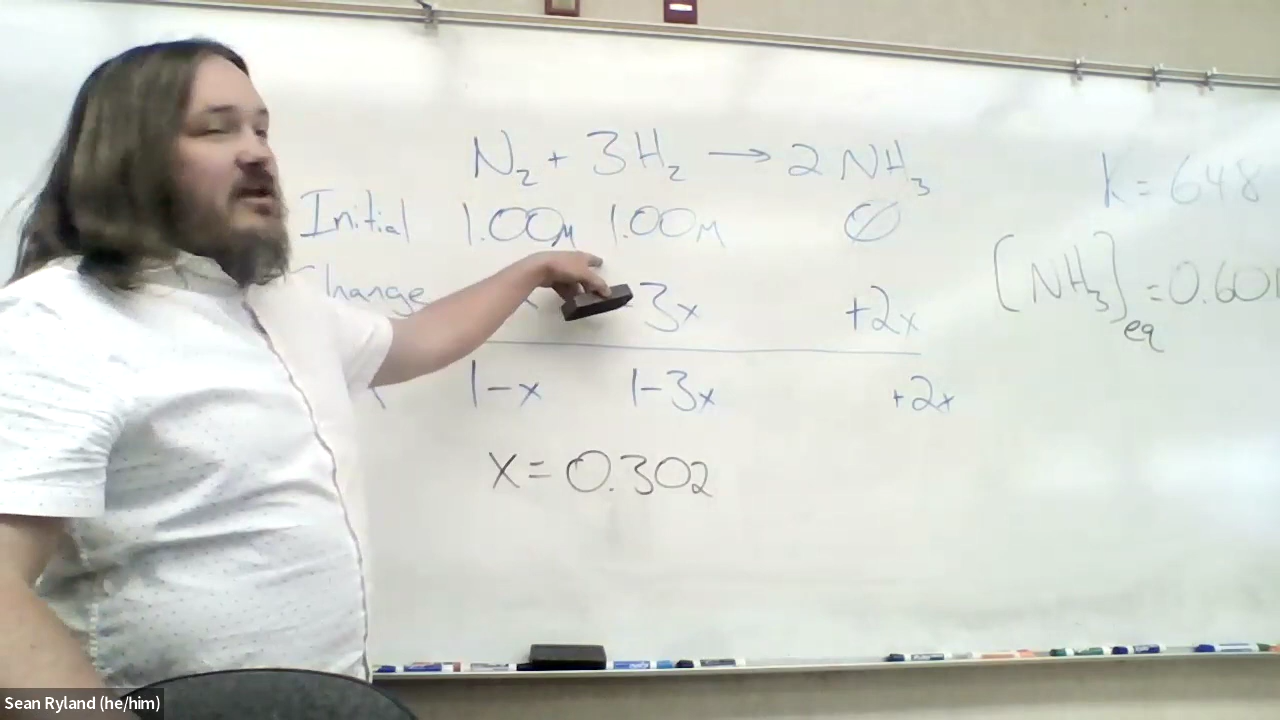 N₂ + 3H₂ → 2 NH₃
Initial 1.00M 1.00M ∅
Change -3x +2x
1-x 1-3x +2x
x = 0.302
K = 648
[NH₃]eq = 0.60
Sean Ryland (he/him)